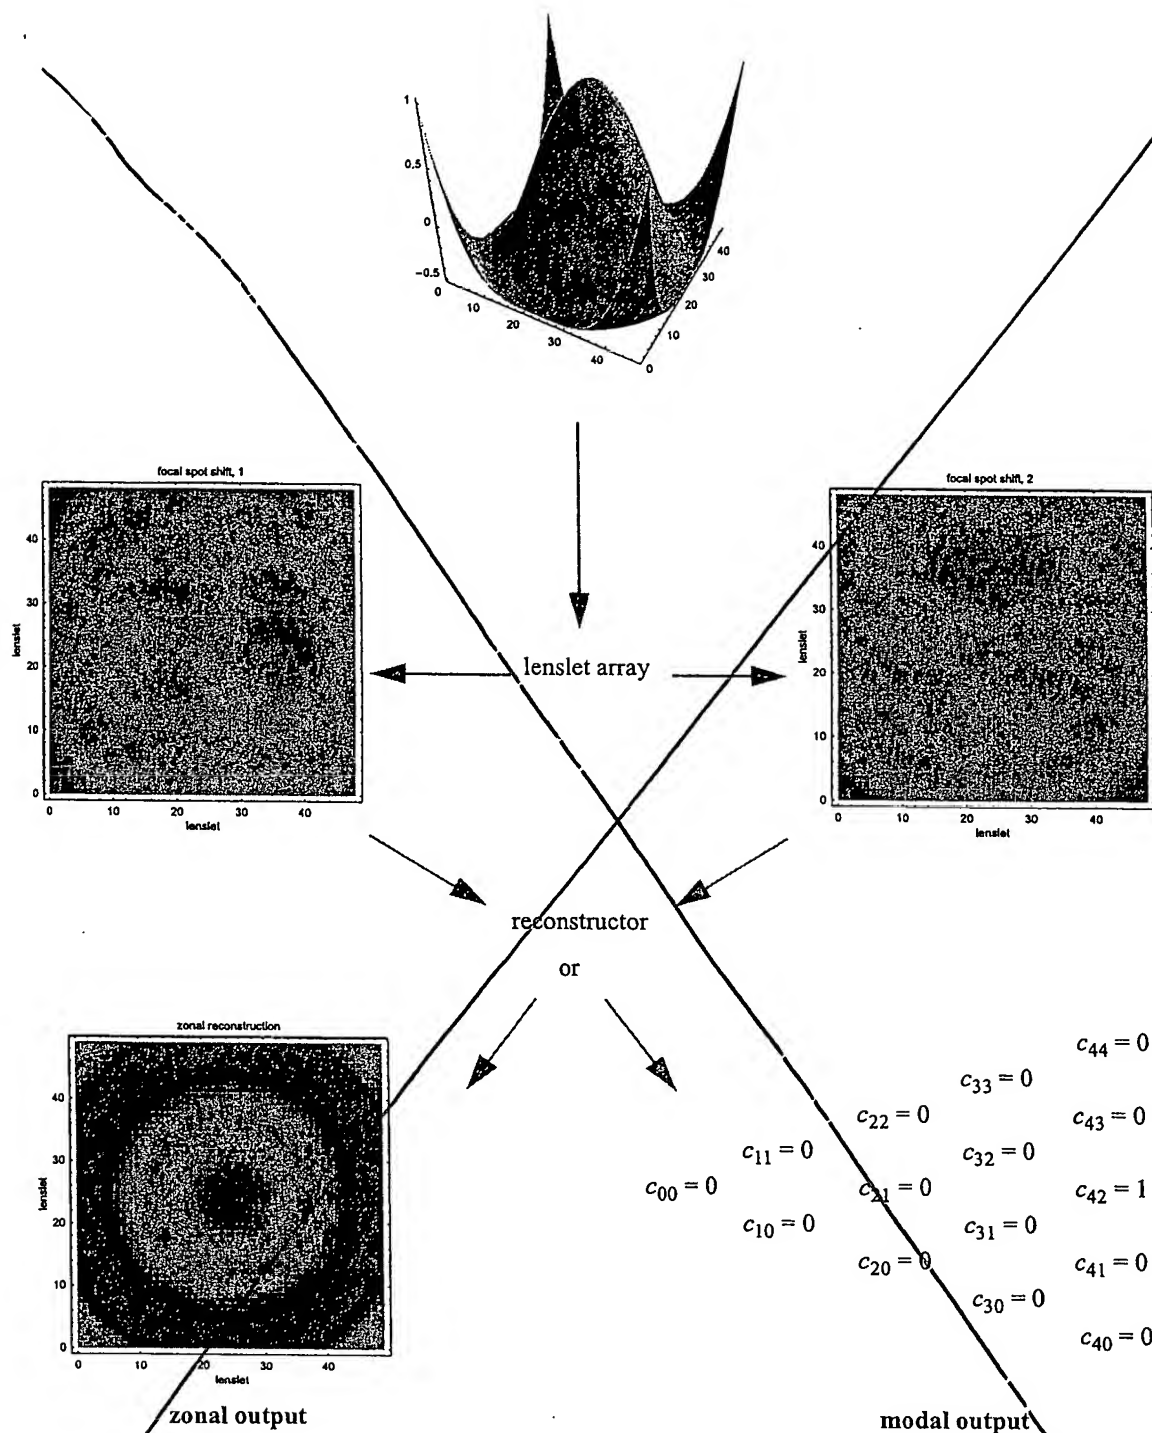 1
0.5
0
-0.5
0
10
20
30
40
0
10
20
30
40
focal spot shift, 1
lenslet
40
30
20
10
0
0 10 20 30 40
lenslet
focal spot shift, 2
lenslet
40
30
20
10
0
0 10 20 30 40
lenslet
lenslet array
reconstructor
or
zonal reconstruction
lenslet
40
30
20
10
0
0 10 20 30 40
lenslet
zonal output
c44 = 0
c33 = 0
c22 = 0
c43 = 0
c11 = 0
c32 = 0
c00 = 0
c21 = 0
c42 = 1
c10 = 0
c31 = 0
c20 = 0
c41 = 0
c30 = 0
c40 = 0
modal output